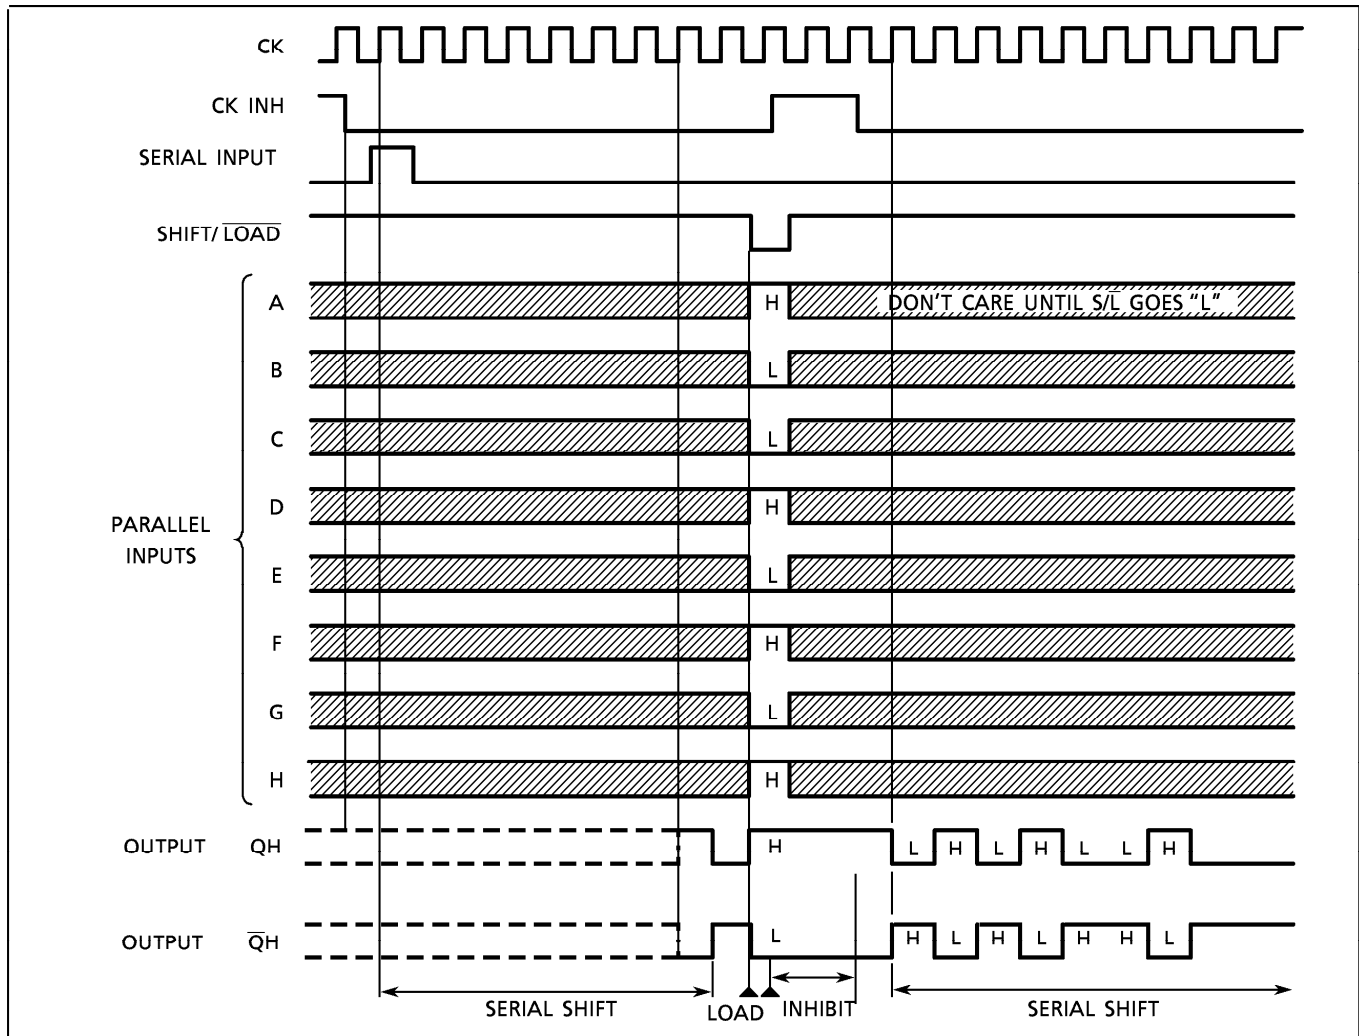 CK
CK INH
SERIAL INPUT
SHIFT/ LOAD
A H DON'T CARE UNTIL S/L GOES "L"
B L
C L
D H
PARALLEL
INPUTS
E L
F H
G L
H H
OUTPUT QH H L H L H L L H
OUTPUT QH L H L H L H H L
SERIAL SHIFT LOAD INHIBIT SERIAL SHIFT